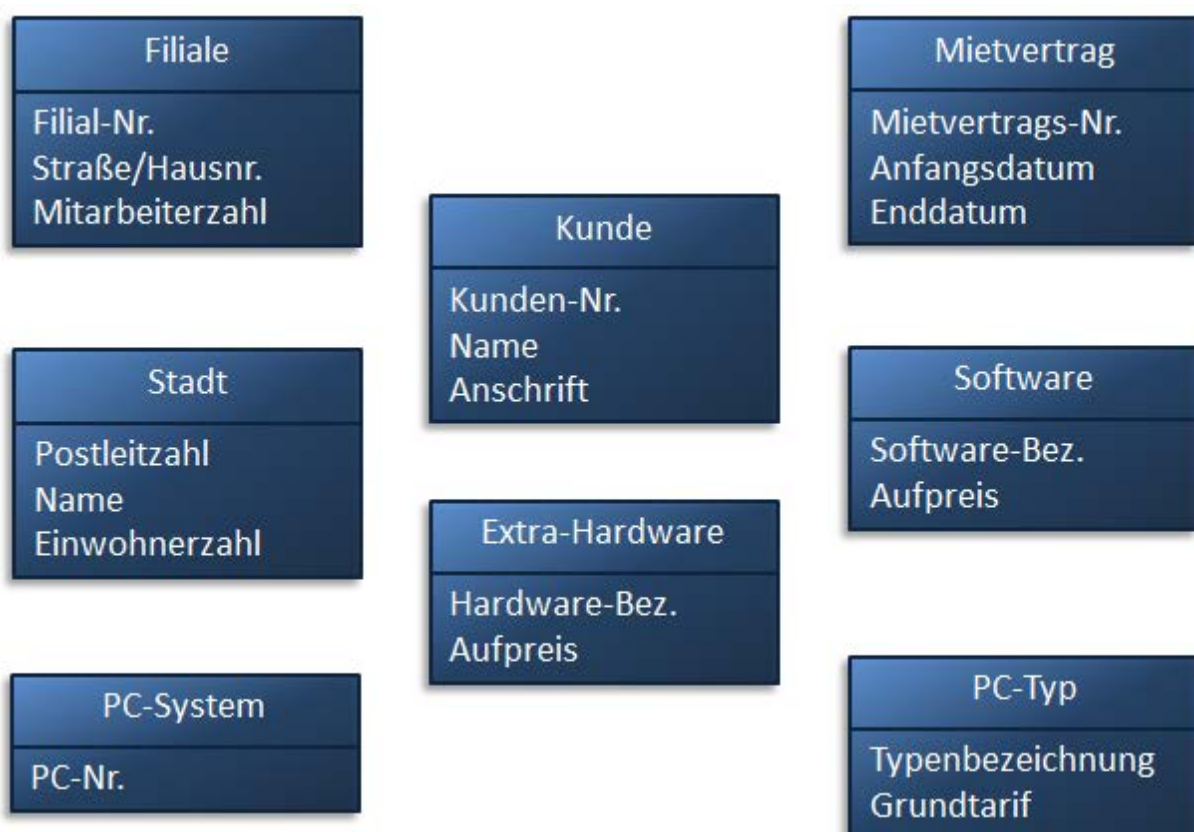 Filiale
Filial-Nr.
Straße/Hausnr.
Mitarbeiterzahl
Mietvertrag
Mietvertrags-Nr.
Anfangsdatum
Enddatum
Kunde
Kunden-Nr.
Name
Anschrift
Stadt
Postleitzahl
Name
Einwohnerzahl
Software
Software-Bez.
Aufpreis
Extra-Hardware
Hardware-Bez.
Aufpreis
PC-System
PC-Nr.
PC-Typ
Typenbezeichnung
Grundtarif